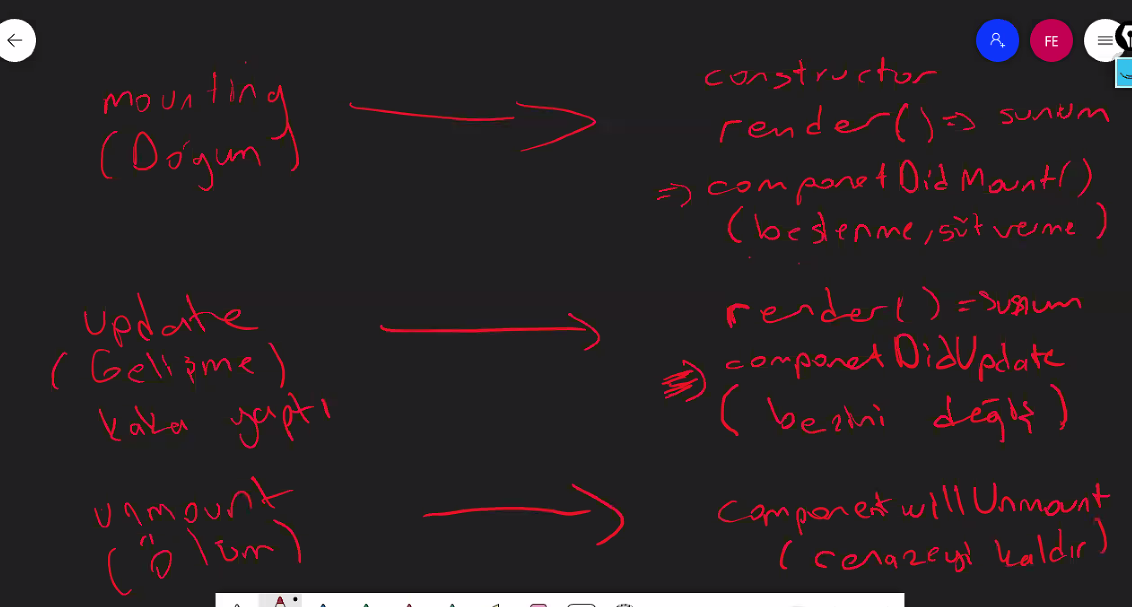 FE
mounting
(Doğum)
constructor
render() => sunum
=> componetDidMount()
(beslenme, süt verme)
update
(Gelişme)
kaka yaptı
render() = sunum
componetDidUpdate
(bezini değiş)
unmount
(Ölüm)
componentwillUnmount
(cenazeyi kaldır)